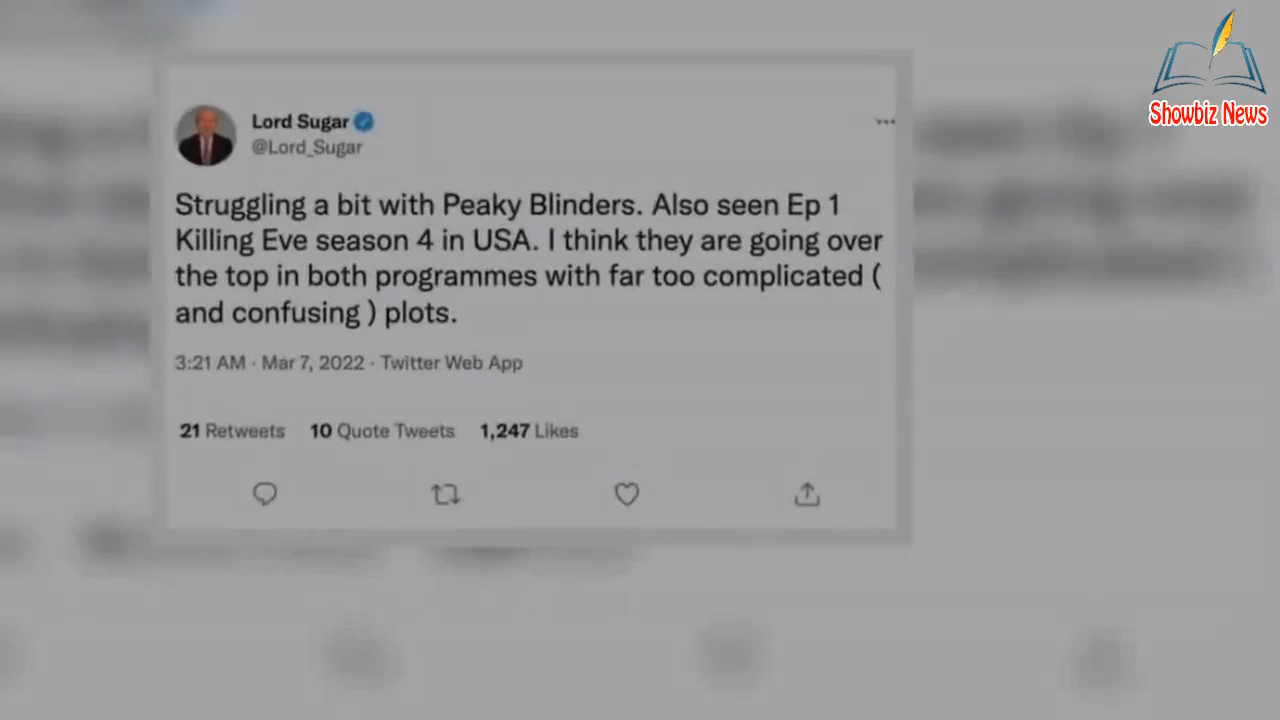 Showbiz News
Lord Sugar
@Lord_Sugar
Struggling a bit with Peaky Blinders. Also seen Ep 1
Killing Eve season 4 in USA. I think they are going over
the top in both programmes with far too complicated (
and confusing ) plots.
3:21 AM · Mar 7, 2022 · Twitter Web App
21 Retweets 10 Quote Tweets 1,247 Likes